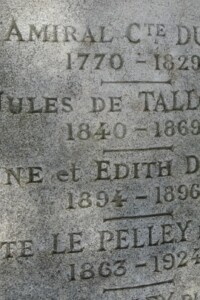 AMIRAL CTE DU
1770 – 1829
JULES DE TALL
1840 – 1869
NE et EDITH D
1894 – 1896
TE LE PELLEY
1863 – 1924